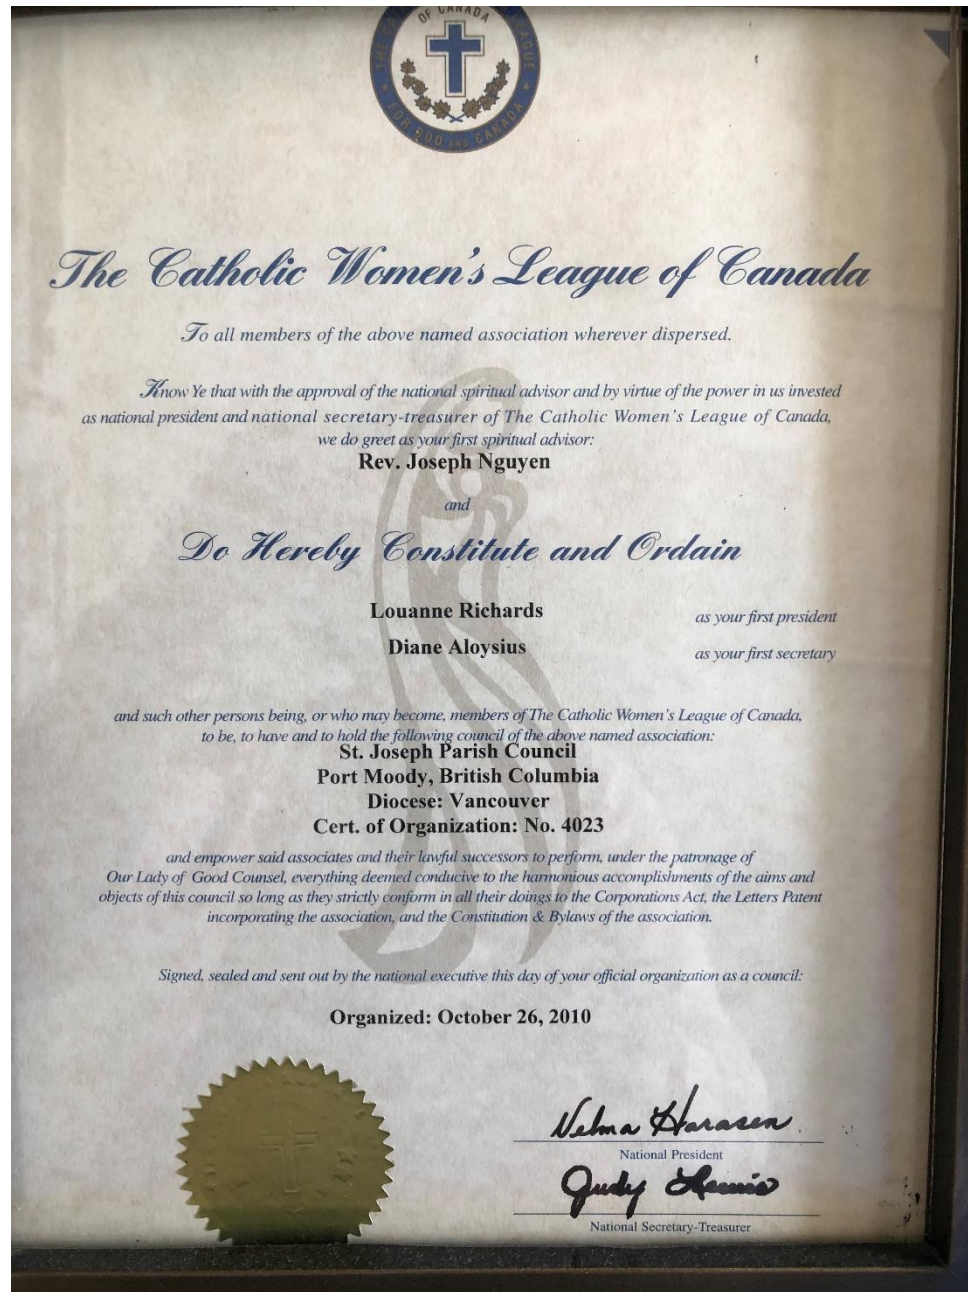 OF CANADA
THE CA
LEAGUE
FOR GOD AND CANADA
The Catholic Women's League of Canada
To all members of the above named association wherever dispersed.
Know Ye that with the approval of the national spiritual advisor and by virtue of the power in us invested
as national president and national secretary-treasurer of The Catholic Women's League of Canada,
we do greet as your first spiritual advisor:
Rev. Joseph Nguyen
and
Do Hereby Constitute and Ordain
Louanne Richards as your first president
Diane Aloysius as your first secretary
and such other persons being, or who may become, members of The Catholic Women's League of Canada,
to be, to have and to hold the following council of the above named association:
St. Joseph Parish Council
Port Moody, British Columbia
Diocese: Vancouver
Cert. of Organization: No. 4023
and empower said associates and their lawful successors to perform, under the patronage of
Our Lady of Good Counsel, everything deemed conducive to the harmonious accomplishments of the aims and
objects of this council so long as they strictly conform in all their doings to the Corporations Act, the Letters Patent
incorporating the association, and the Constitution & Bylaws of the association.
Signed, sealed and sent out by the national executive this day of your official organization as a council:
Organized: October 26, 2010
Velma Harasen
National President
Judy Lewis
National Secretary-Treasurer